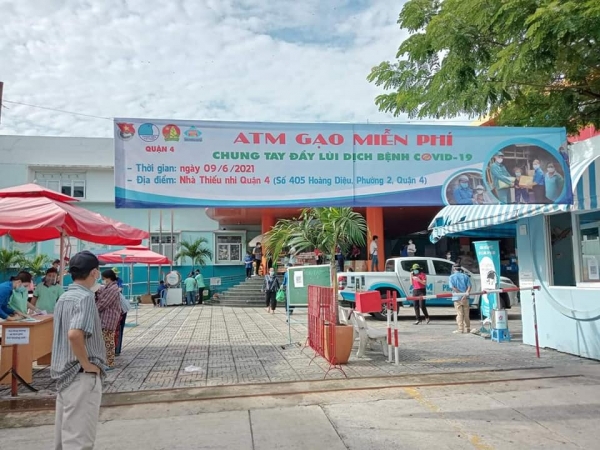 QUẬN 4
ATM GẠO MIỄN PHÍ
CHUNG TAY ĐẨY LÙI DỊCH BỆNH COVID-19
- Thời gian: ngày 09/6/2021
- Địa điểm: Nhà Thiếu nhi Quận 4 (Số 405 Hoàng Diệu, Phường 2, Quận 4)